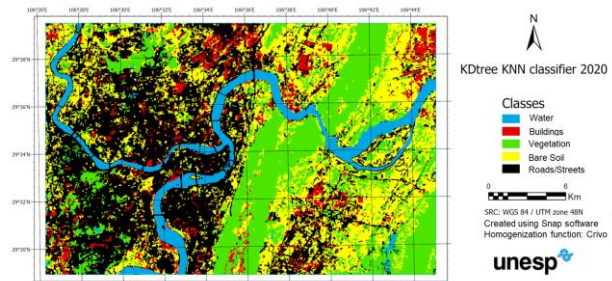 106°26'E 106°28'E 106°30'E 106°32'E 106°34'E 106°36'E 106°38'E 106°40'E 106°42'E 106°44'E
N
29°38'N
KDtree KNN classifier 2020
29°36'N
Classes
Water
Buildings
Vegetation
Bare Soil
Roads/Streets
29°34'N
29°32'N
0 6
Km
SRC: WGS 84 / UTM zone 48N
Created using Snap software
Homogenization function: Crivo
29°30'N
unesp